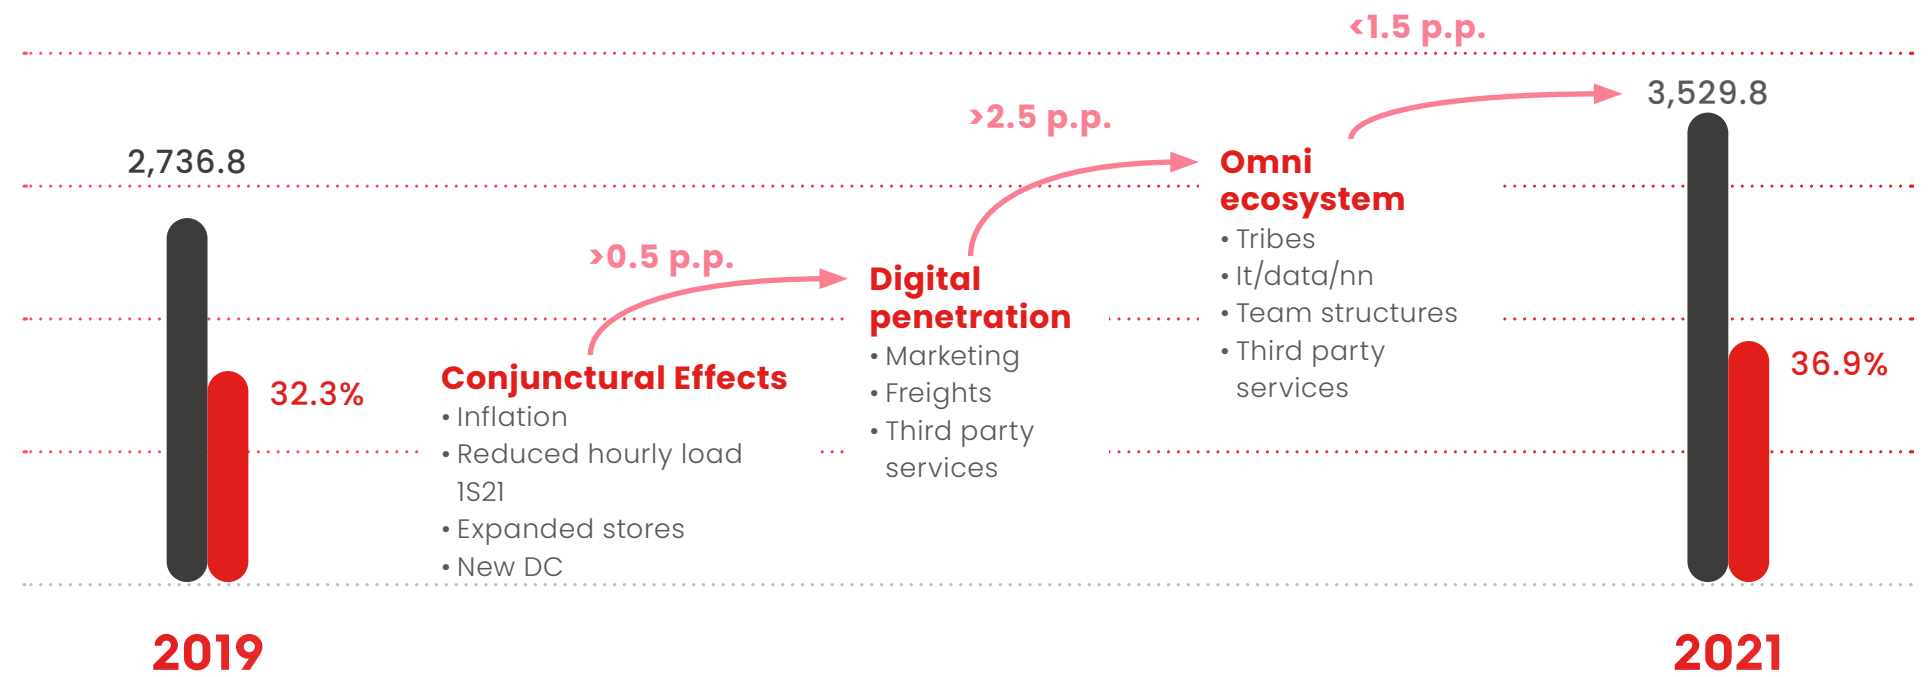 <1.5 p.p.
3,529.8
>2.5 p.p.
2,736.8
Omni
ecosystem
• Tribes
• It/data/nn
• Team structures
• Third party
services
>0.5 p.p.
Digital
penetration
• Marketing
• Freights
• Third party
services
Conjunctural Effects
• Inflation
• Reduced hourly load
1S21
• Expanded stores
• New DC
32.3%
36.9%
2019
2021